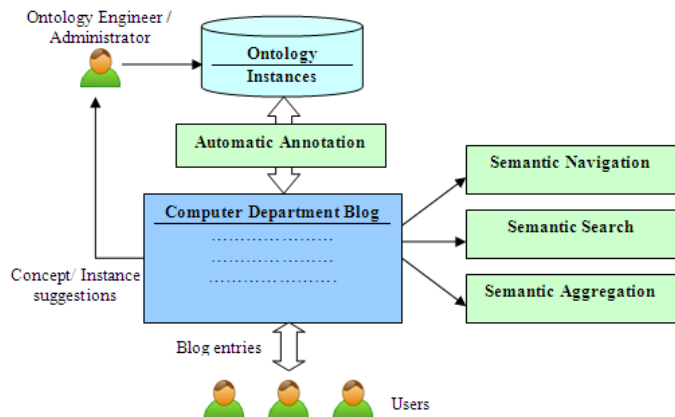 Ontology Engineer /
Administrator
Ontology
Instances
Automatic Annotation
Semantic Navigation
Computer Department Blog
........................
........................
.........................
Semantic Search
Concept/ Instance
suggestions
Semantic Aggregation
Blog entries
Users